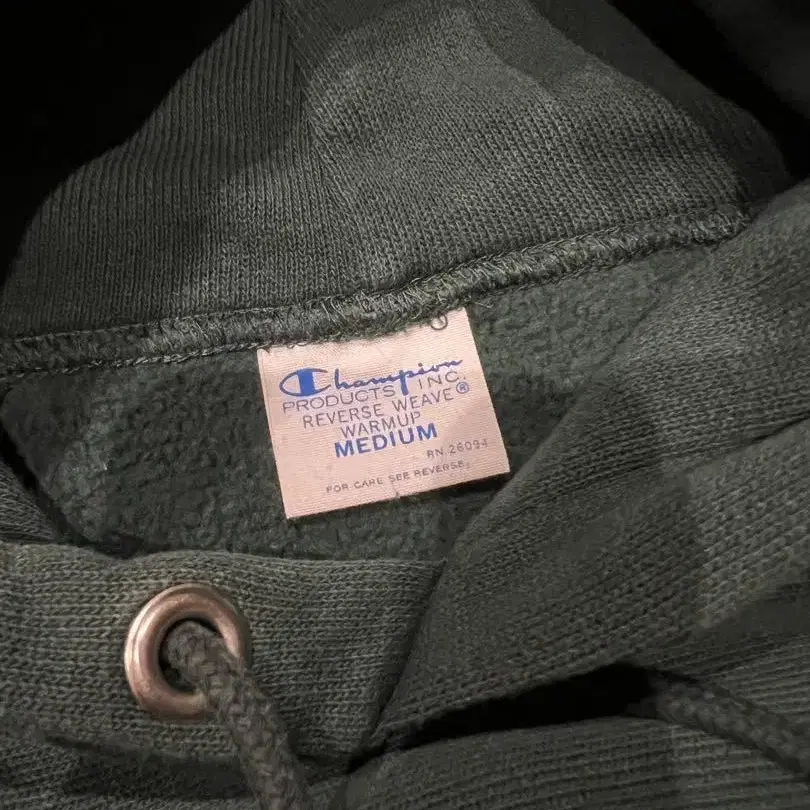 Champion
PRODUCTS INC.
REVERSE WEAVE®
WARMUP
MEDIUM
RN 26094
FOR CARE SEE REVERSE.